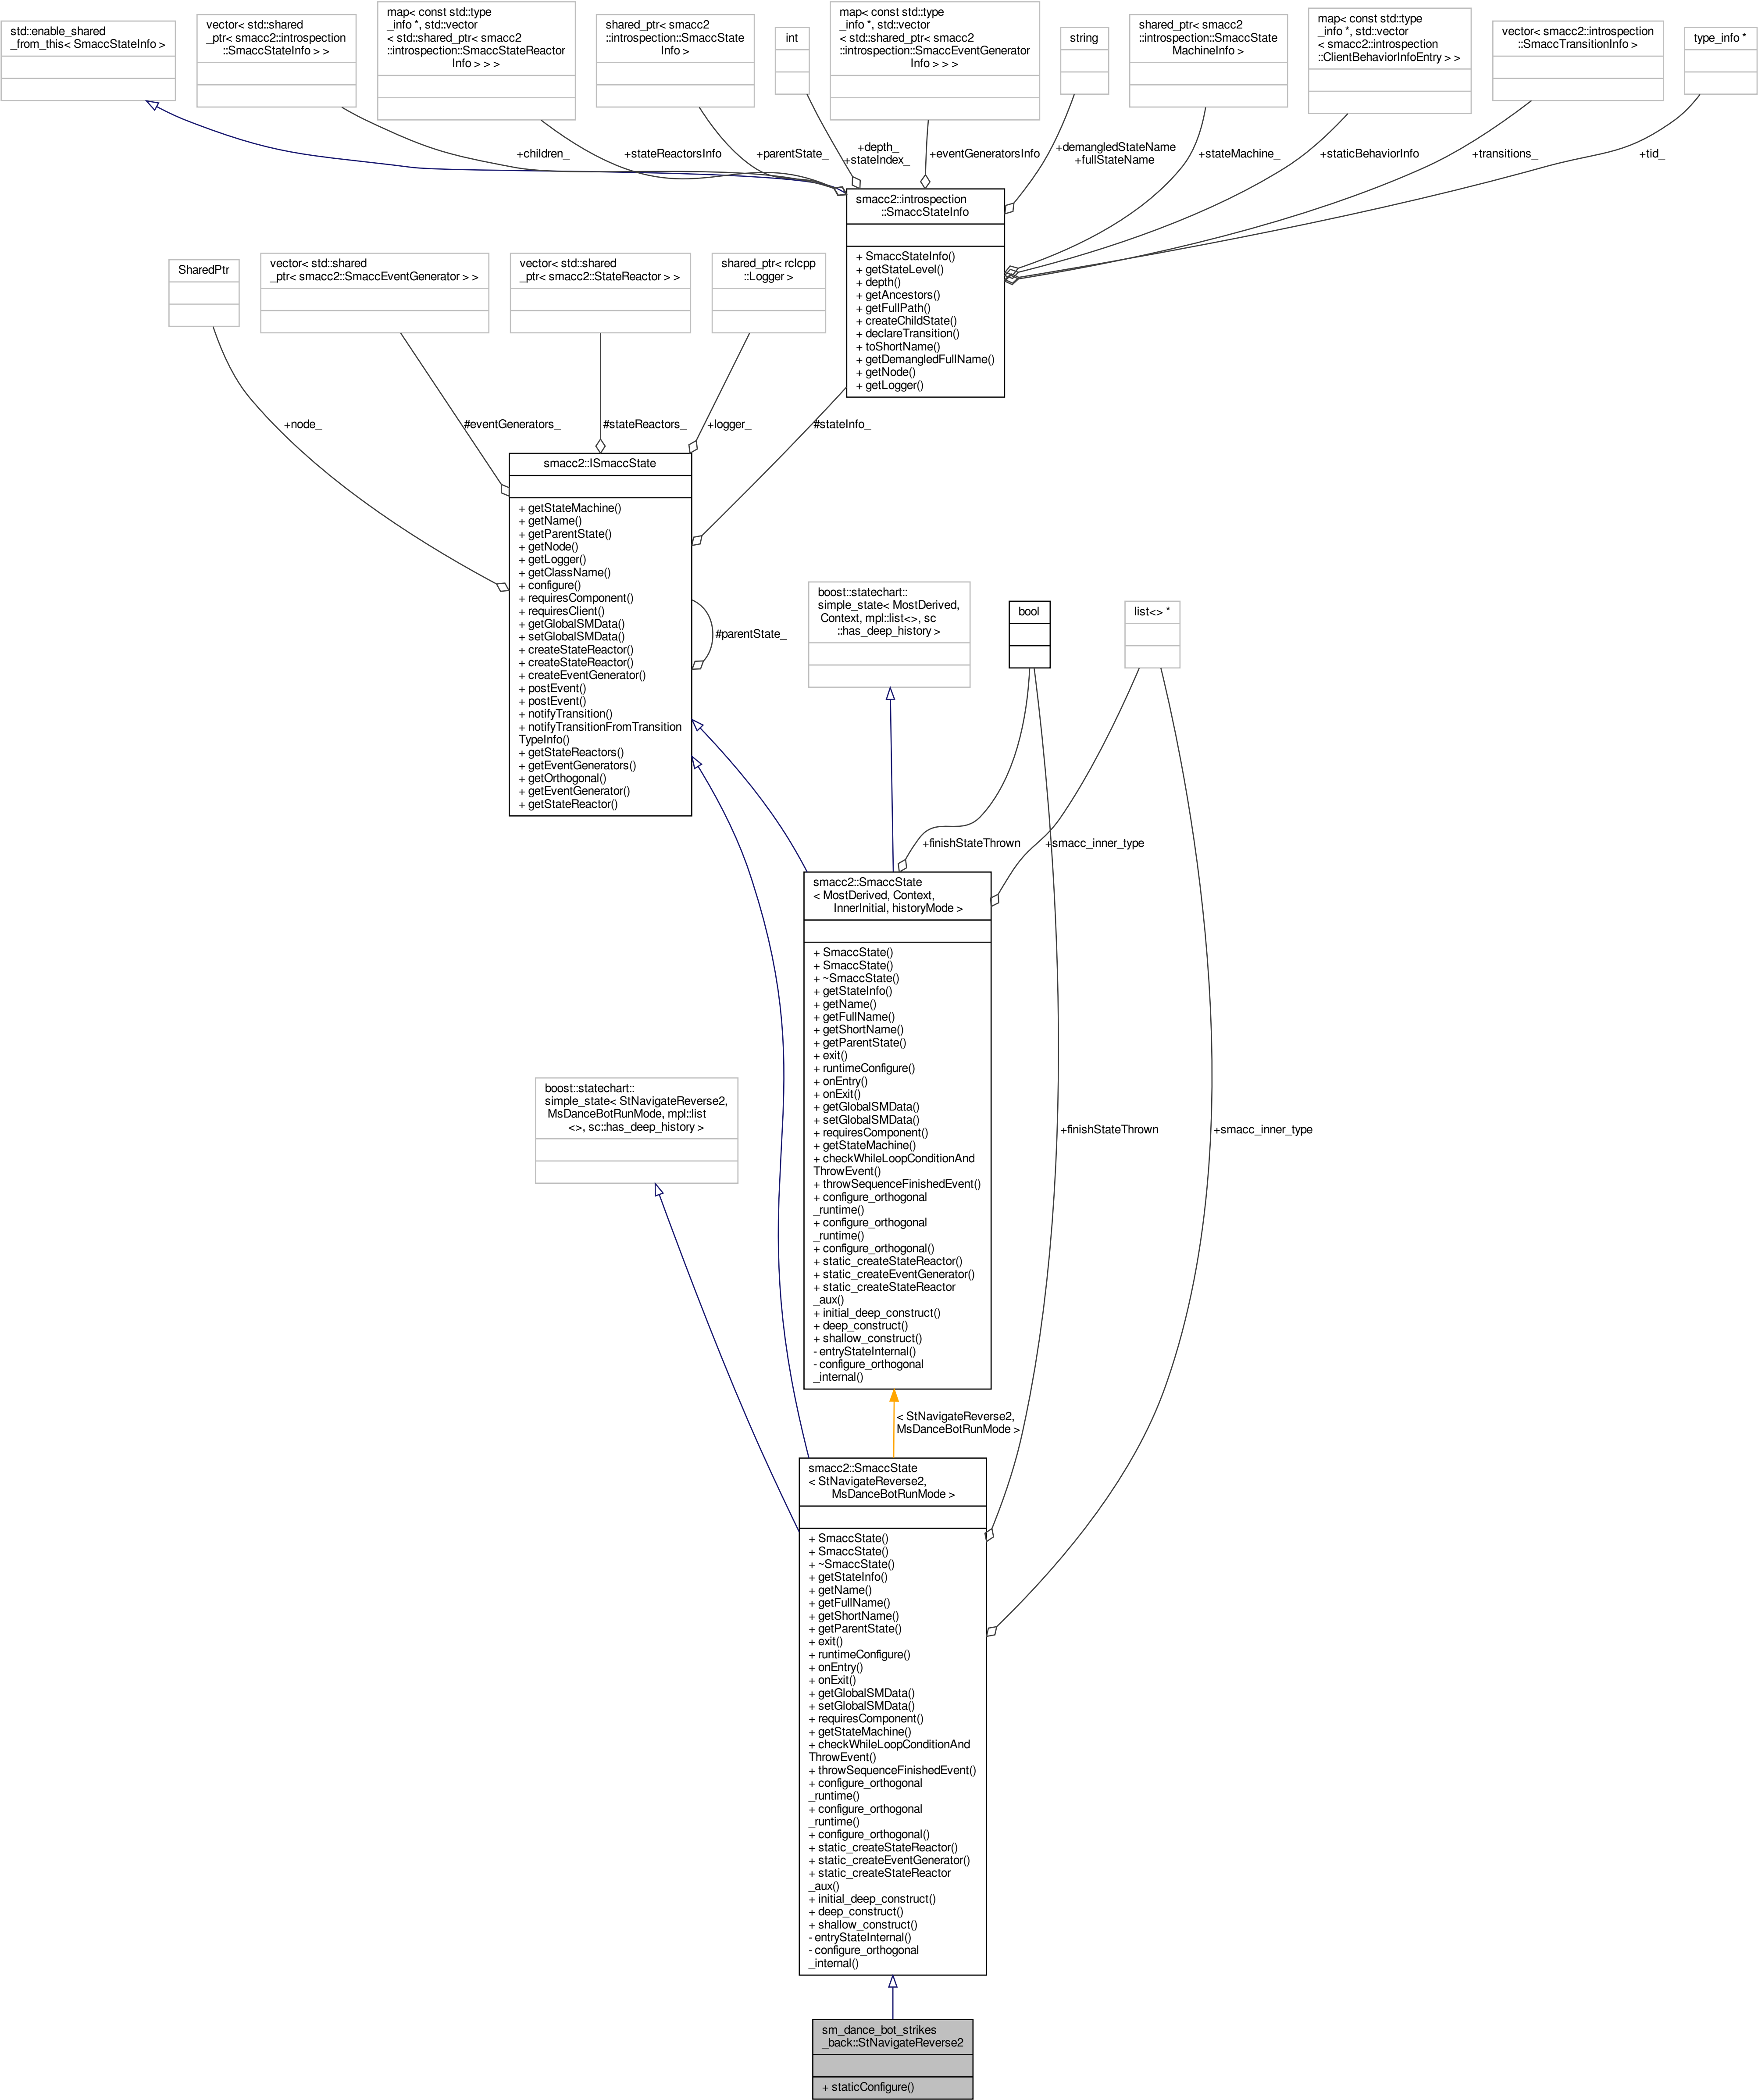 std::enable_shared
_from_this< SmaccStateInfo >
vector< std::shared
_ptr< smacc2::introspection
::SmaccStateInfo > >
map< const std::type
_info *, std::vector
< std::shared_ptr< smacc2
::introspection::SmaccStateReactor
Info > > >
shared_ptr< smacc2
::introspection::SmaccState
Info >
int
map< const std::type
_info *, std::vector
< std::shared_ptr< smacc2
::introspection::SmaccEventGenerator
Info > > >
string
shared_ptr< smacc2
::introspection::SmaccState
MachineInfo >
map< const std::type
_info *, std::vector
< smacc2::introspection
::ClientBehaviorInfoEntry > >
vector< smacc2::introspection
::SmaccTransitionInfo >
type_info *
+children_
+stateReactorsInfo
+parentState_
+depth_
+stateIndex_
+eventGeneratorsInfo
+demangledStateName
+fullStateName
+stateMachine_
+staticBehaviorInfo
+transitions_
+tid_
smacc2::introspection
::SmaccStateInfo
+ SmaccStateInfo()
+ getStateLevel()
+ depth()
+ getAncestors()
+ getFullPath()
+ createChildState()
+ declareTransition()
+ toShortName()
+ getDemangledFullName()
+ getNode()
+ getLogger()
SharedPtr
vector< std::shared
_ptr< smacc2::SmaccEventGenerator > >
vector< std::shared
_ptr< smacc2::StateReactor > >
shared_ptr< rclcpp
::Logger >
+node_
#eventGenerators_
#stateReactors_
+logger_
#stateInfo_
smacc2::ISmaccState
+ getStateMachine()
+ getName()
+ getParentState()
+ getNode()
+ getLogger()
+ getClassName()
+ configure()
+ requiresComponent()
+ requiresClient()
+ getGlobalSMData()
+ setGlobalSMData()
+ createStateReactor()
+ createStateReactor()
+ createEventGenerator()
+ postEvent()
+ postEvent()
+ notifyTransition()
+ notifyTransitionFromTransition
TypeInfo()
+ getStateReactors()
+ getEventGenerators()
+ getOrthogonal()
+ getEventGenerator()
+ getStateReactor()
#parentState_
boost::statechart::
simple_state< MostDerived,
Context, mpl::list<>, sc
::has_deep_history >
bool
list<> *
+finishStateThrown
+smacc_inner_type
smacc2::SmaccState
< MostDerived, Context,
InnerInitial, historyMode >
+ SmaccState()
+ SmaccState()
+ ~SmaccState()
+ getStateInfo()
+ getName()
+ getFullName()
+ getShortName()
+ getParentState()
+ exit()
+ runtimeConfigure()
+ onEntry()
+ onExit()
+ getGlobalSMData()
+ setGlobalSMData()
+ requiresComponent()
+ getStateMachine()
+ checkWhileLoopConditionAnd
ThrowEvent()
+ throwSequenceFinishedEvent()
+ configure_orthogonal
_runtime()
+ configure_orthogonal
_runtime()
+ configure_orthogonal()
+ static_createStateReactor()
+ static_createEventGenerator()
+ static_createStateReactor
_aux()
+ initial_deep_construct()
+ deep_construct()
+ shallow_construct()
- entryStateInternal()
- configure_orthogonal
_internal()
boost::statechart::
simple_state< StNavigateReverse2,
MsDanceBotRunMode, mpl::list
<>, sc::has_deep_history >
+finishStateThrown
+smacc_inner_type
< StNavigateReverse2,
MsDanceBotRunMode >
smacc2::SmaccState
< StNavigateReverse2,
MsDanceBotRunMode >
+ SmaccState()
+ SmaccState()
+ ~SmaccState()
+ getStateInfo()
+ getName()
+ getFullName()
+ getShortName()
+ getParentState()
+ exit()
+ runtimeConfigure()
+ onEntry()
+ onExit()
+ getGlobalSMData()
+ setGlobalSMData()
+ requiresComponent()
+ getStateMachine()
+ checkWhileLoopConditionAnd
ThrowEvent()
+ throwSequenceFinishedEvent()
+ configure_orthogonal
_runtime()
+ configure_orthogonal
_runtime()
+ configure_orthogonal()
+ static_createStateReactor()
+ static_createEventGenerator()
+ static_createStateReactor
_aux()
+ initial_deep_construct()
+ deep_construct()
+ shallow_construct()
- entryStateInternal()
- configure_orthogonal
_internal()
sm_dance_bot_strikes
_back::StNavigateReverse2
+ staticConfigure()